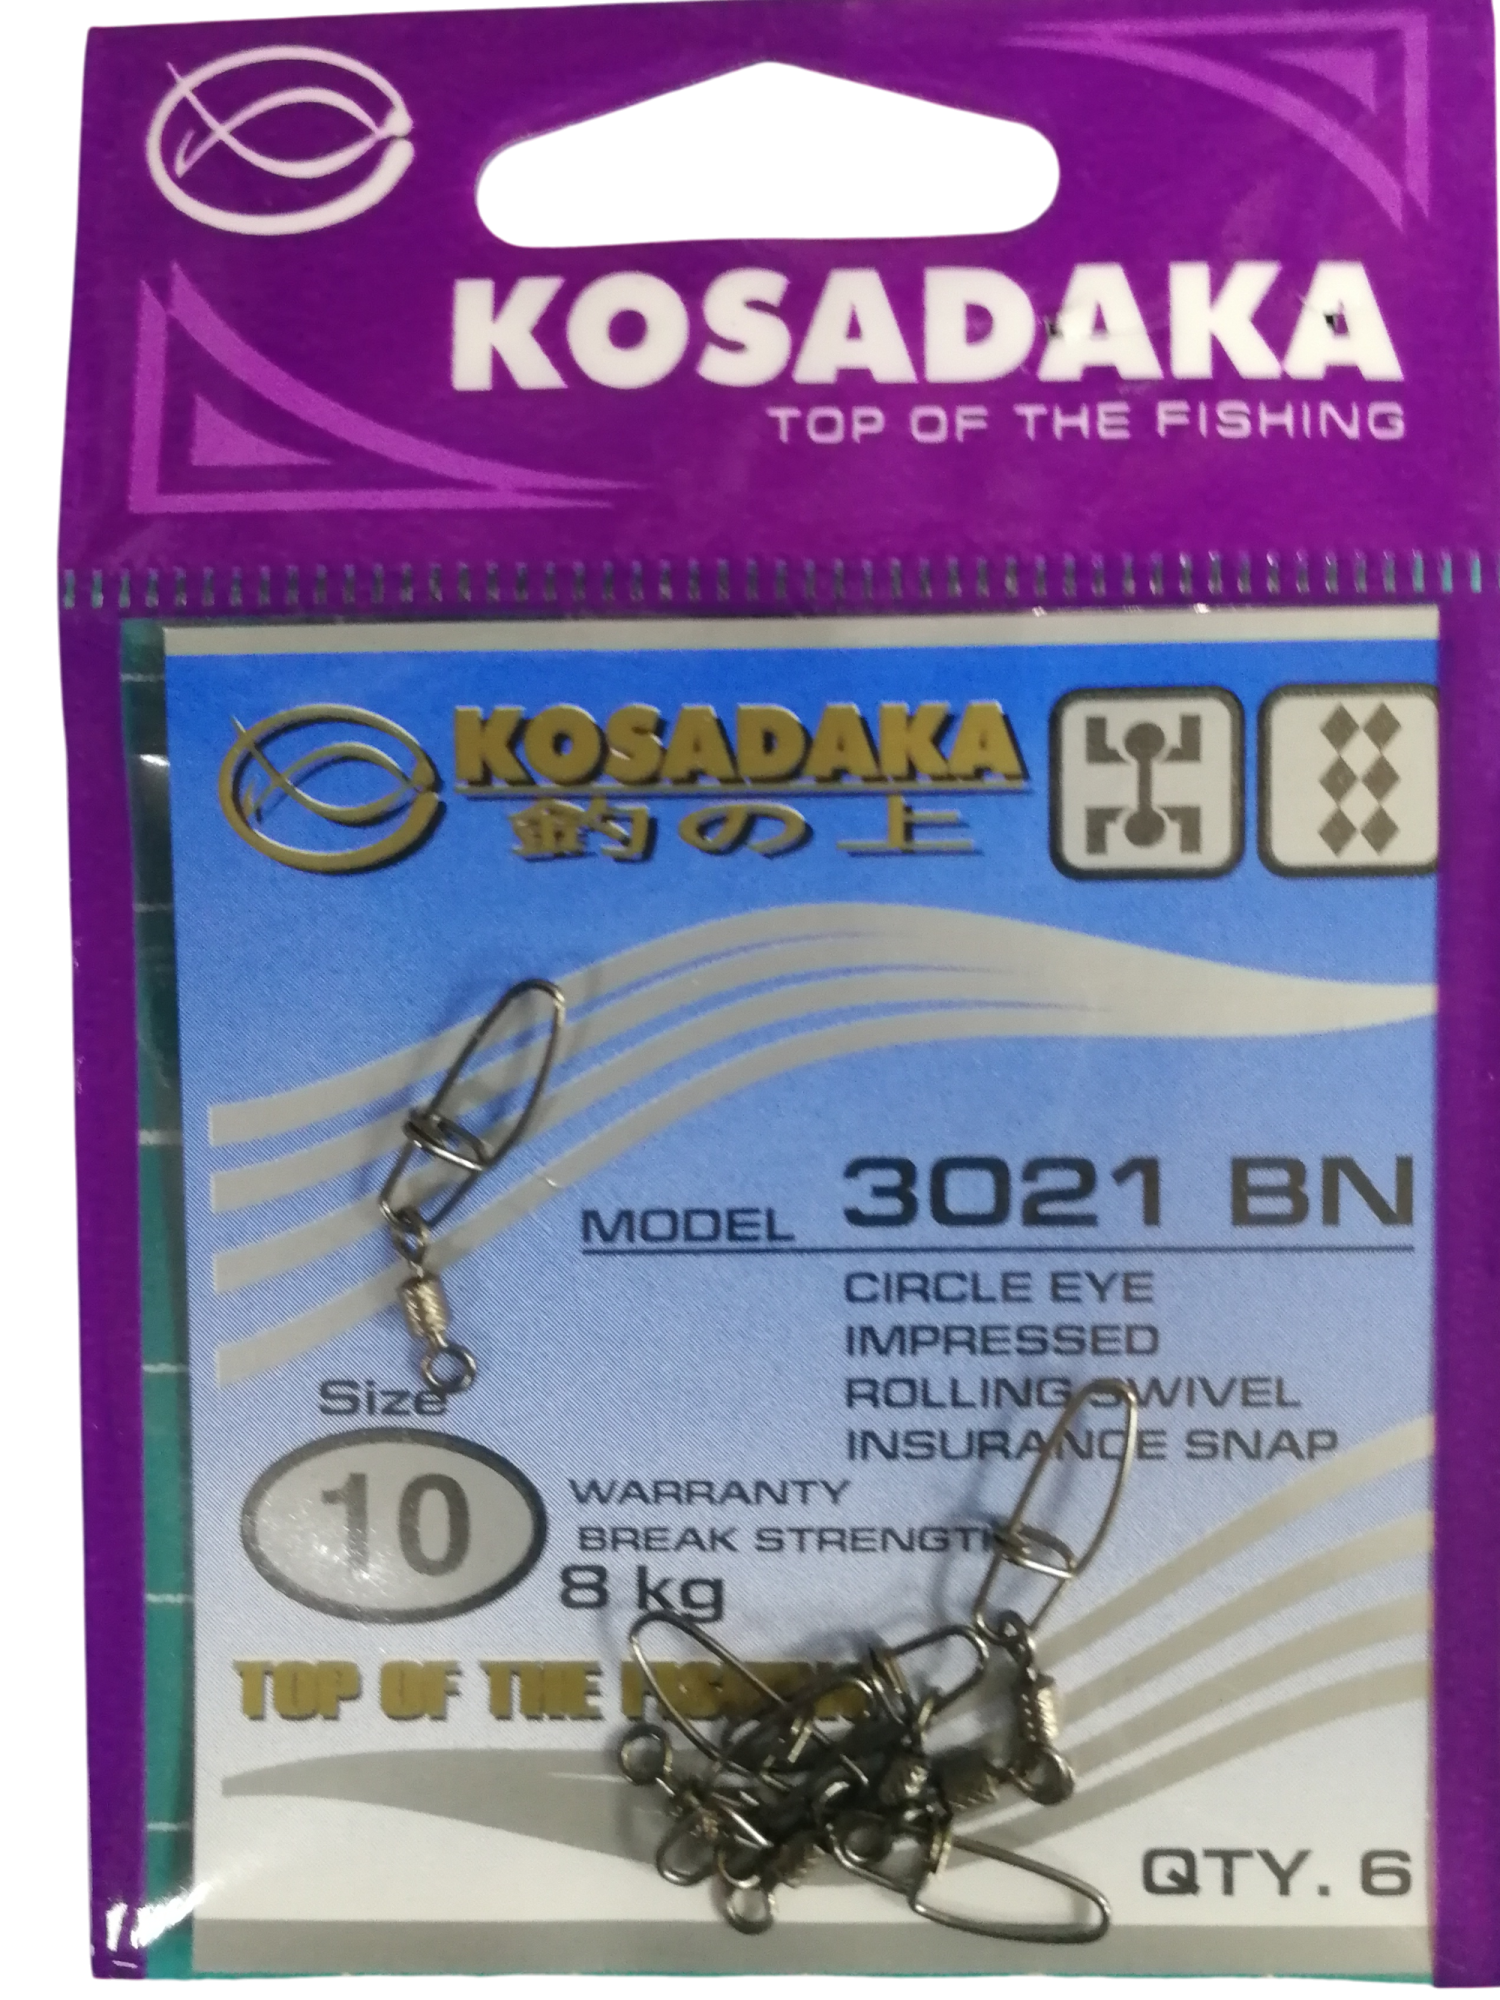 KOSADAKA
TOP OF THE FISHING
KOSADAKA
釣の上
MODEL 3021 BN
CIRCLE EYE
IMPRESSED
ROLLING SWIVEL
INSURANCE SNAP
Size
10
WARRANTY
BREAK STRENGTH
8 kg
TOP OF THE FISHING
QTY. 6